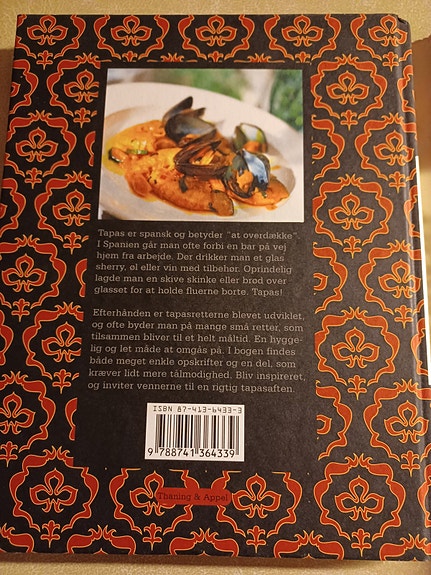 Tapas er spansk og betyder "at overdække".
I Spanien går man ofte forbi en bar på vej
hjem fra arbejde. Der drikker man et glas
sherry, øl eller vin med tilbehør. Oprindelig
lagde man en skive skinke eller brød over
glasset for at holde fluerne borte. Tapas!
Efterhånden er tapasretterne blevet udviklet,
og ofte byder man på mange små retter, som
tilsammen bliver til et helt måltid. En hygge-
lig og let måde at omgås på. I bogen findes
både meget enkle opskrifter og en del, som
kræver lidt mere tålmodighed. Bliv inspireret,
og inviter vennerne til en rigtig tapasaften.
ISBN 87-413-6433-3
9 788741 364339
Thaning & Appel